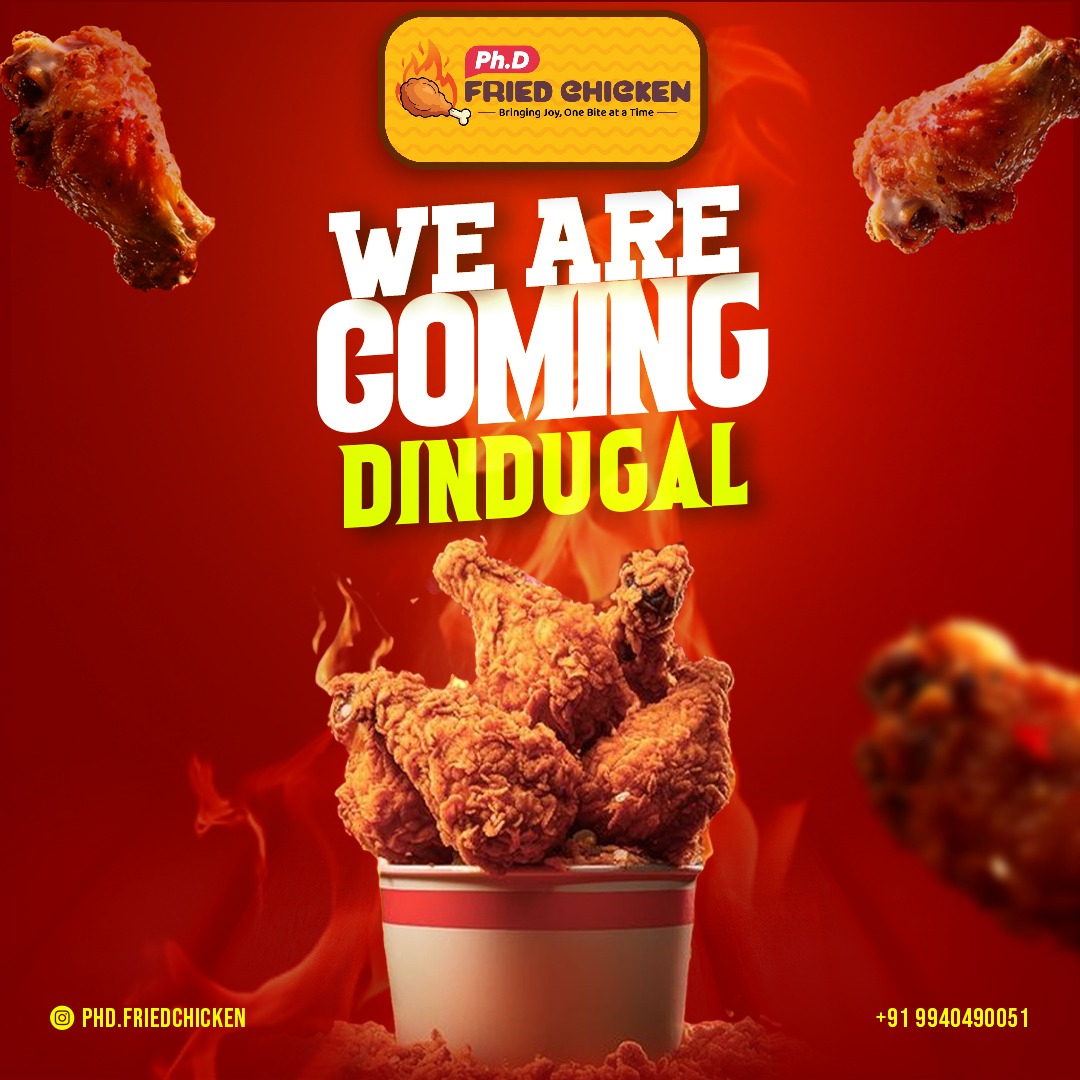 Ph.D
FRIED CHICKEN
Bringing Joy, One Bite at a Time
WE ARE
COMING
DINDUGAL
PHD.FRIEDCHICKEN
+91 9940490051